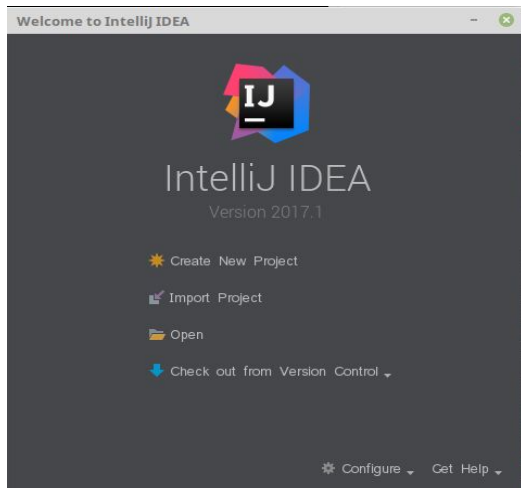 Welcome to IntelliJ IDEA
IJ
IntelliJ IDEA
Version 2017.1
Create New Project
Import Project
Open
Check out from Version Control
Configure
Get Help